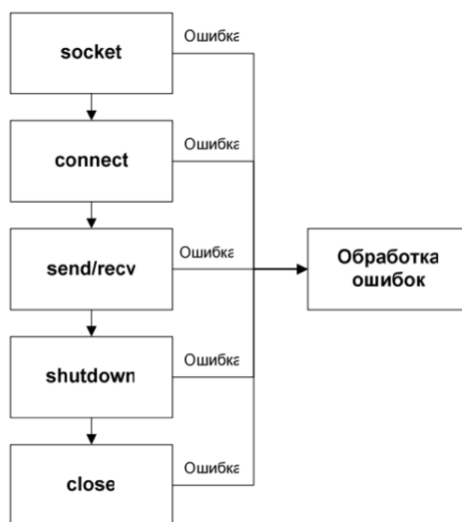 socket
Ошибка
connect
Ошибка
send/recv
Ошибка
Обработка
ошибок
shutdown
Ошибка
close
Ошибка